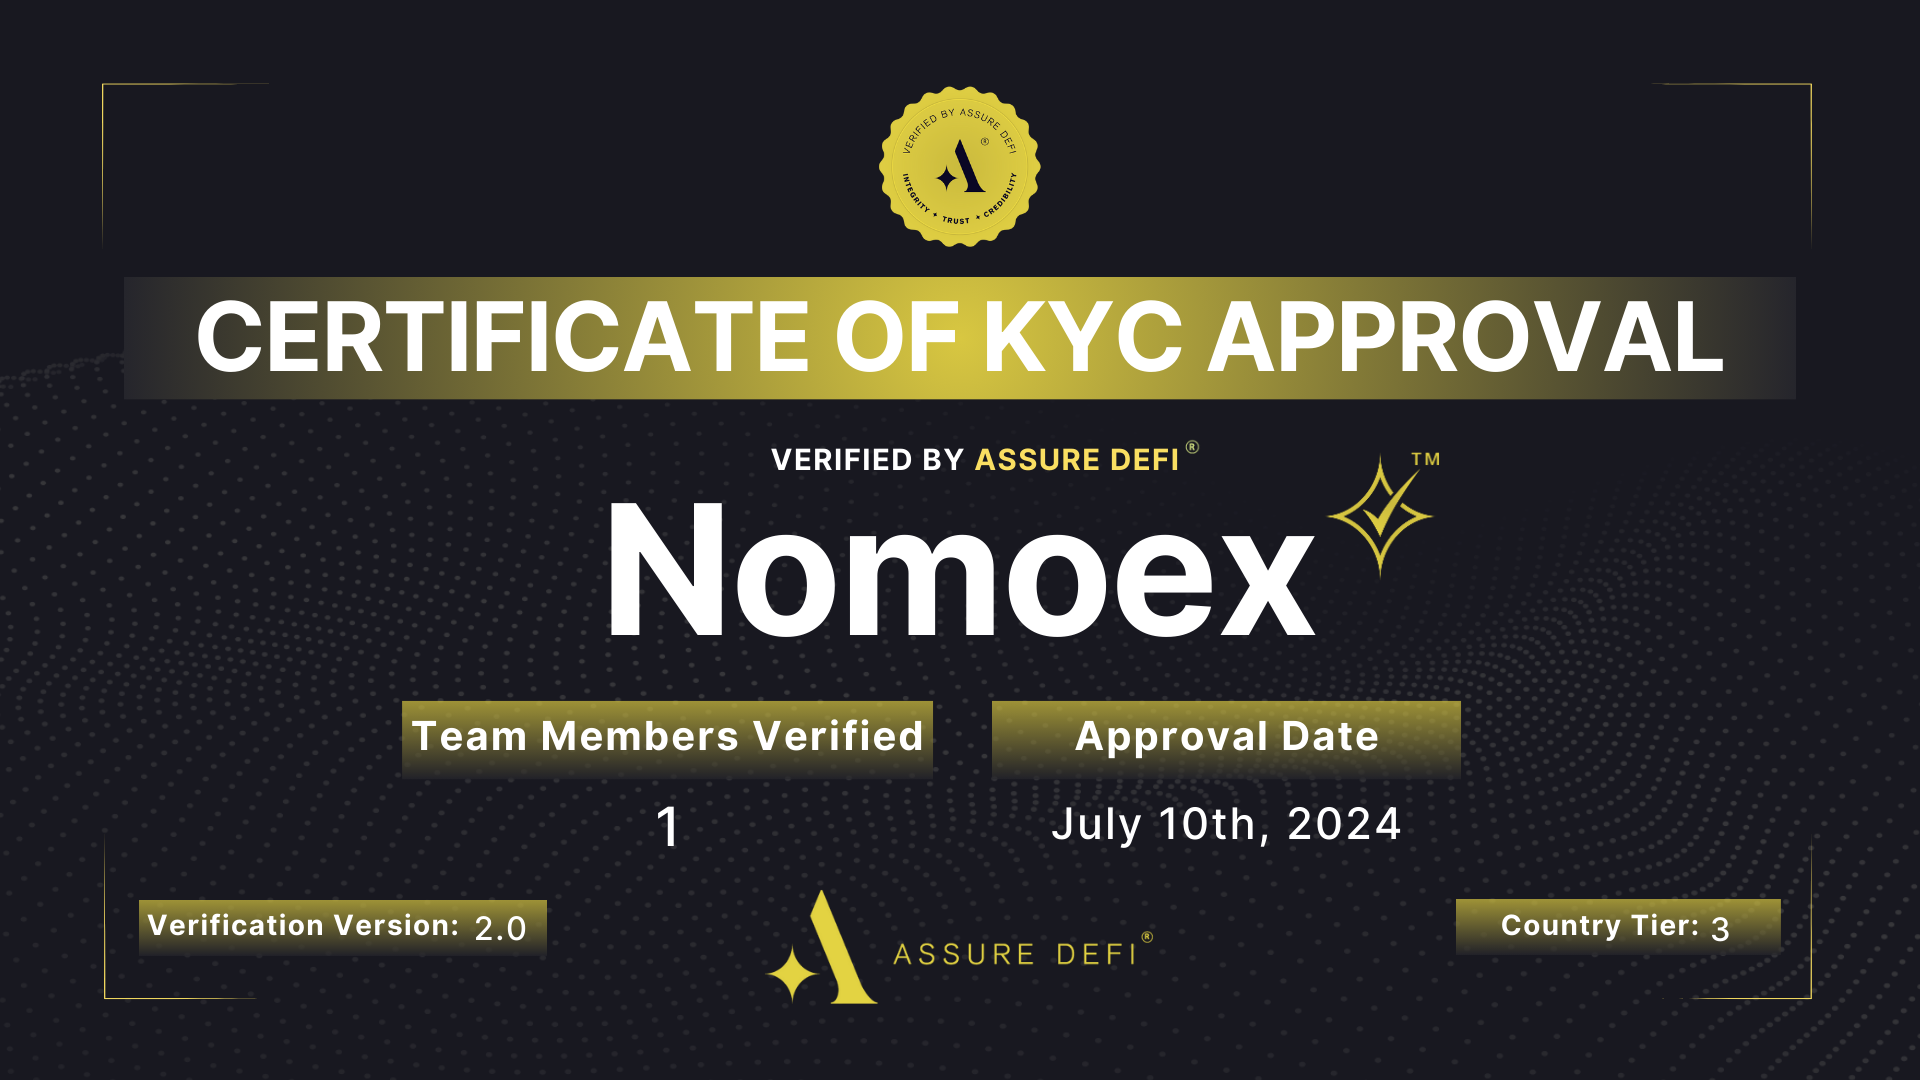 VERIFIED BY ASSURE DEFI
®
INTEGRITY ✦ TRUST ✦ CREDIBILITY
CERTIFICATE OF KYC APPROVAL
VERIFIED BY ASSURE DEFI®
TM
Nomoex
Team Members Verified
1
Approval Date
July 10th, 2024
Verification Version: 2.0
ASSURE DEFI®
Country Tier: 3